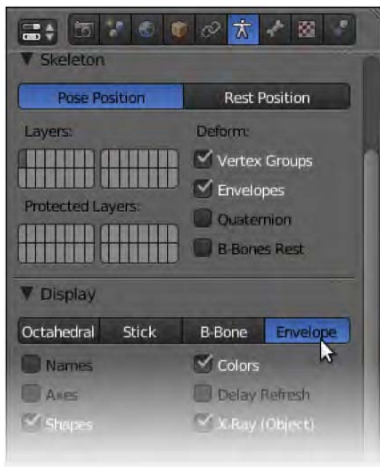 Skeleton
Pose Position Rest Position
Layers:
Deform:
Vertex Groups
Envelopes
Protected Layers:
Quaternion
B-Bones Rest
Display
Octahedral Stick B-Bone Envelope
Names Colors
Axes Delay Refresh
Shapes X-Ray (Object)